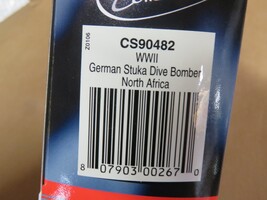 Z0106
CS90482
WWII
German Stuka Dive Bomber
North Africa
8 07903 00267 0